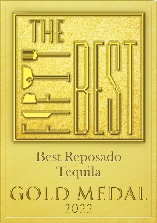 THE
FIFTY
BEST
Best Reposado
Tequila
GOLD MEDAL
2022